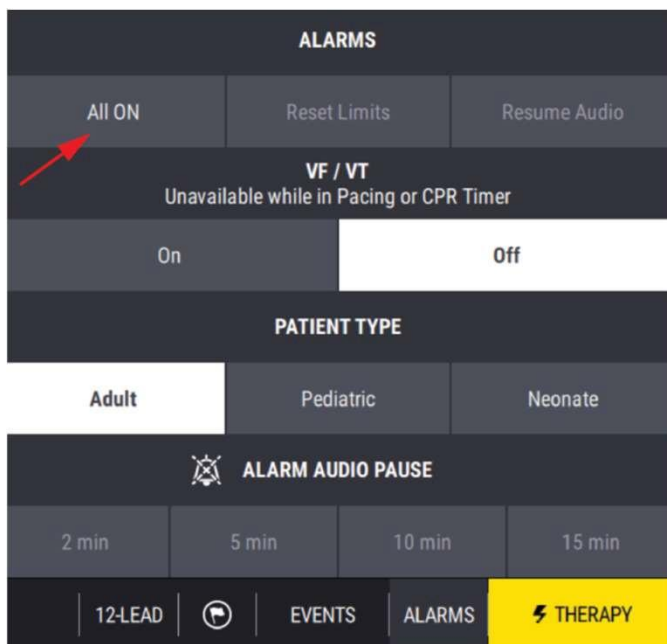 ALARMS
All ON
Reset Limits
Resume Audio
VF / VT
Unavailable while in Pacing or CPR Timer
On
Off
PATIENT TYPE
Adult
Pediatric
Neonate
ALARM AUDIO PAUSE
2 min
5 min
10 min
15 min
12-LEAD
EVENTS
ALARMS
THERAPY